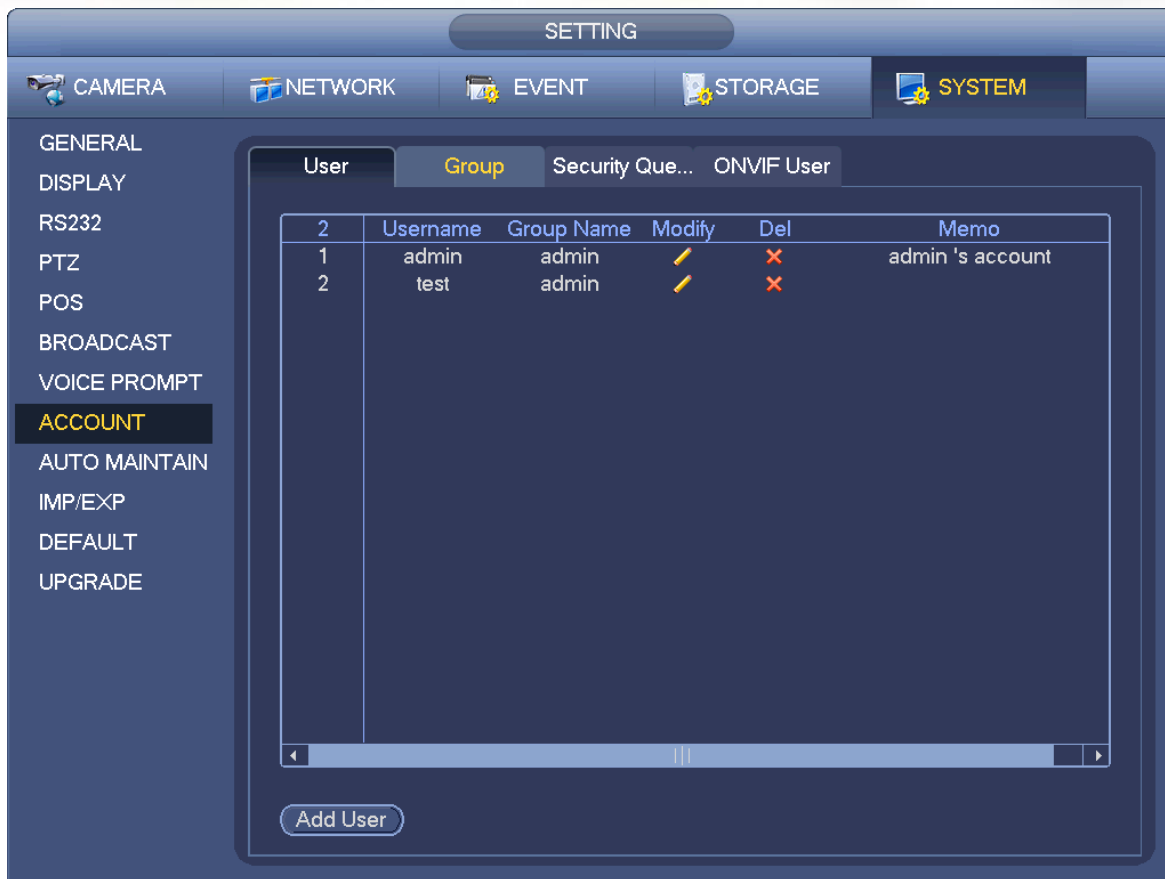 SETTING
CAMERA NETWORK EVENT STORAGE SYSTEM
GENERAL
DISPLAY
RS232
PTZ
POS
BROADCAST
VOICE PROMPT
ACCOUNT
AUTO MAINTAIN
IMP/EXP
DEFAULT
UPGRADE
User Group Security Que... ONVIF User
2 Username Group Name Modify Del Memo
1 admin admin admin 's account
2 test admin
Add User